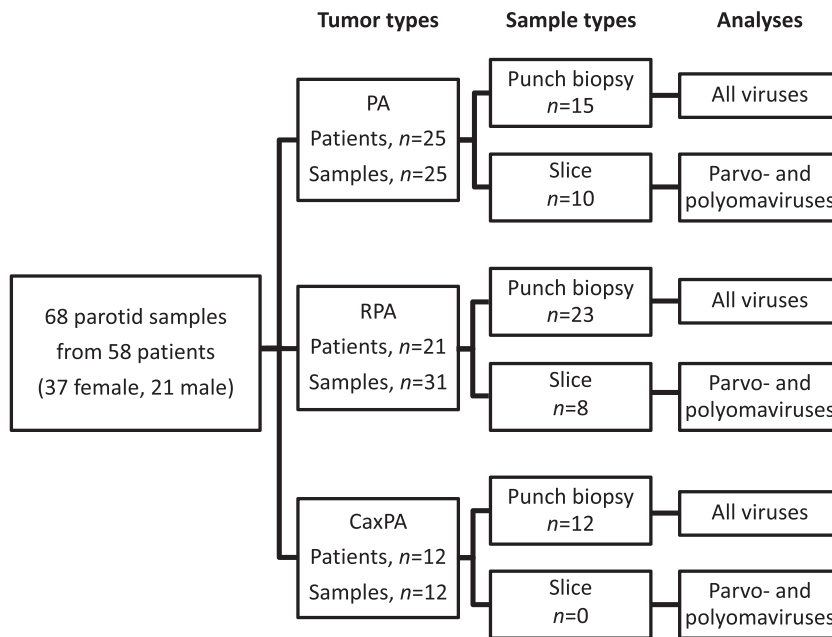 Tumor types
Sample types
Analyses
PA
Patients, n=25
Samples, n=25
Punch biopsy
n=15
All viruses
Slice
n=10
Parvo- and
polyomaviruses
68 parotid samples
from 58 patients
(37 female, 21 male)
RPA
Patients, n=21
Samples, n=31
Punch biopsy
n=23
All viruses
Slice
n=8
Parvo- and
polyomaviruses
CaxPA
Patients, n=12
Samples, n=12
Punch biopsy
n=12
All viruses
Slice
n=0
Parvo- and
polyomaviruses